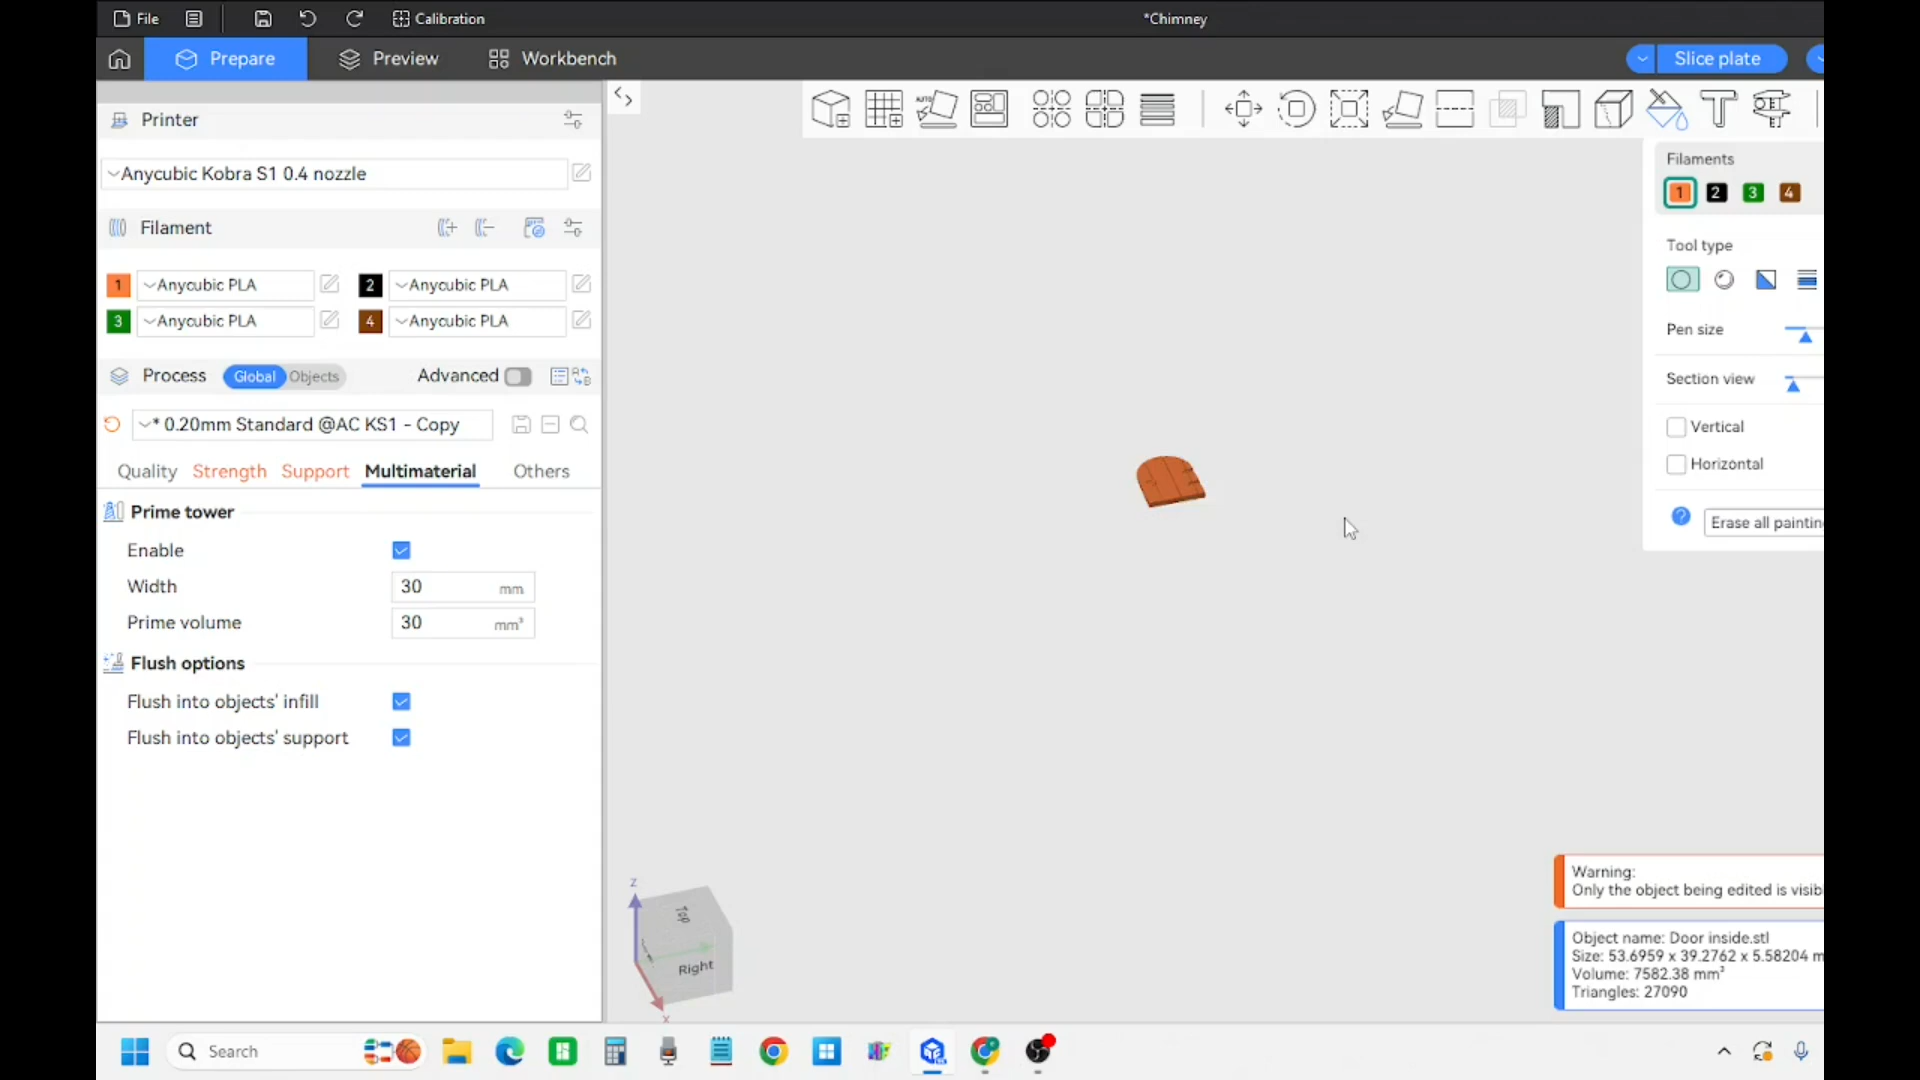 File
Calibration
*Chimney
Prepare
Preview
Workbench
Slice plate
Printer
Anycubic Kobra S1 0.4 nozzle
Filament
1 Anycubic PLA
2 Anycubic PLA
3 Anycubic PLA
4 Anycubic PLA
Process
Global
Objects
Advanced
* 0.20mm Standard @AC KS1 - Copy
Quality
Strength
Support
Multimaterial
Others
Prime tower
Enable
Width
30 mm
Prime volume
30 mm³
Flush options
Flush into objects' infill
Flush into objects' support
AUTO
Filaments
1 2 3 4
Tool type
Pen size
Section view
Vertical
Horizontal
? Erase all paintin
Z
Top
Right
X
Warning:
Only the object being edited is visib
Object name: Door inside.stl
Size: 53.6959 x 39.2762 x 5.58204 m
Volume: 7582.38 mm³
Triangles: 27090
Search